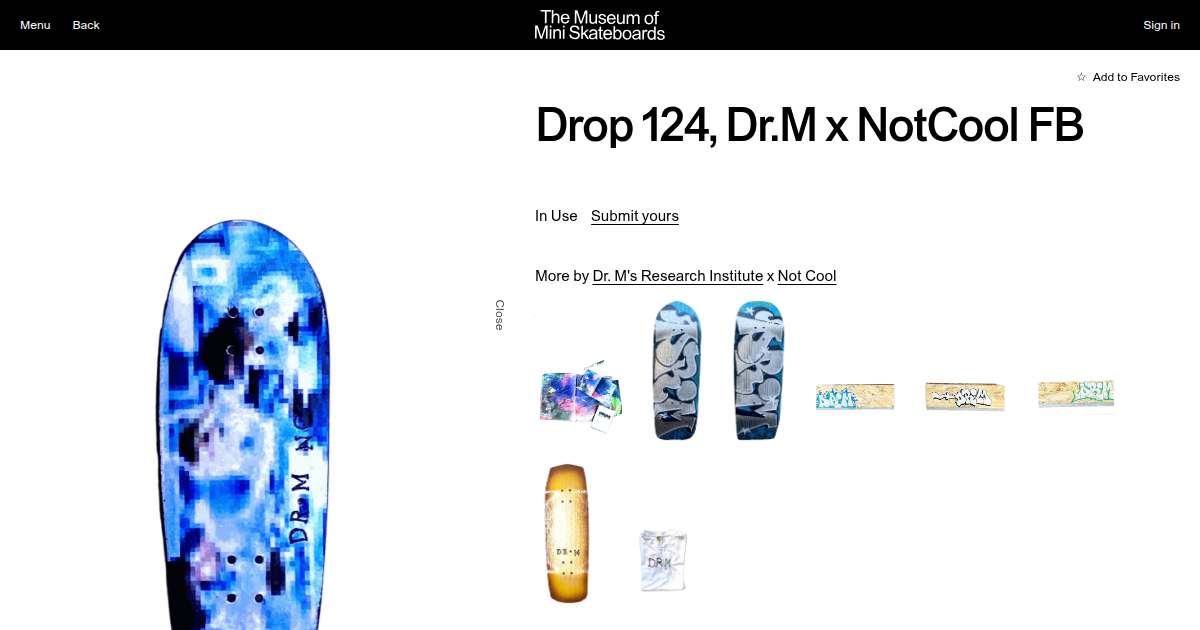 Menu
Back
The Museum of
Mini Skateboards
Sign in
☆ Add to Favorites
Drop 124, Dr.M x NotCool FB
In Use
Submit yours
More by Dr. M's Research Institute x Not Cool
Close
DR.M NC
DR.M
DRM